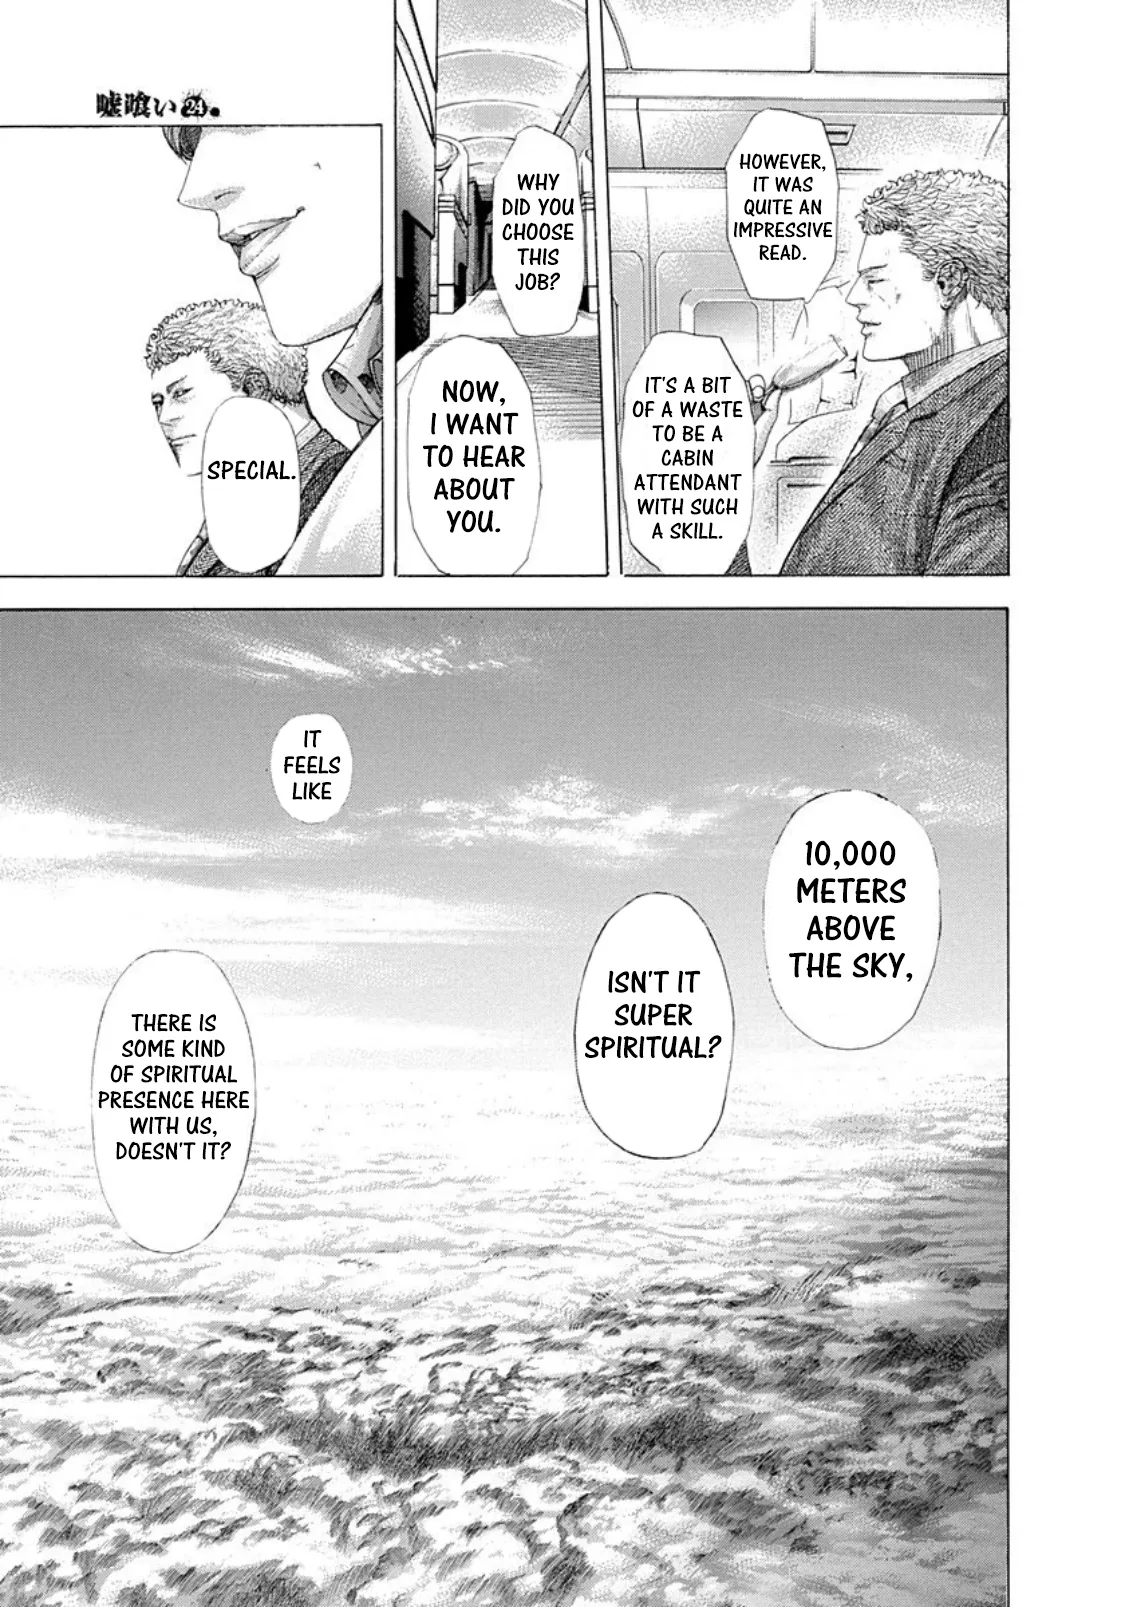 嘘喰い 24
HOWEVER,
IT WAS
QUITE AN
IMPRESSIVE
READ.
IT'S A BIT
OF A WASTE
TO BE A
CABIN
ATTENDANT
WITH SUCH
A SKILL.
WHY
DID YOU
CHOOSE
THIS
JOB?
NOW,
I WANT
TO HEAR
ABOUT
YOU.
SPECIAL.
10,000
METERS
ABOVE
THE SKY,
ISN'T IT
SUPER
SPIRITUAL?
IT
FEELS
LIKE
THERE IS
SOME KIND
OF SPIRITUAL
PRESENCE HERE
WITH US,
DOESN'T IT?